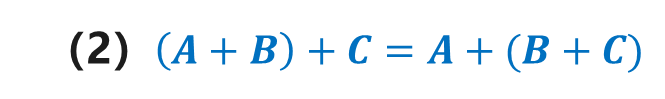 (2) (A + B) + C = A + (B + C)